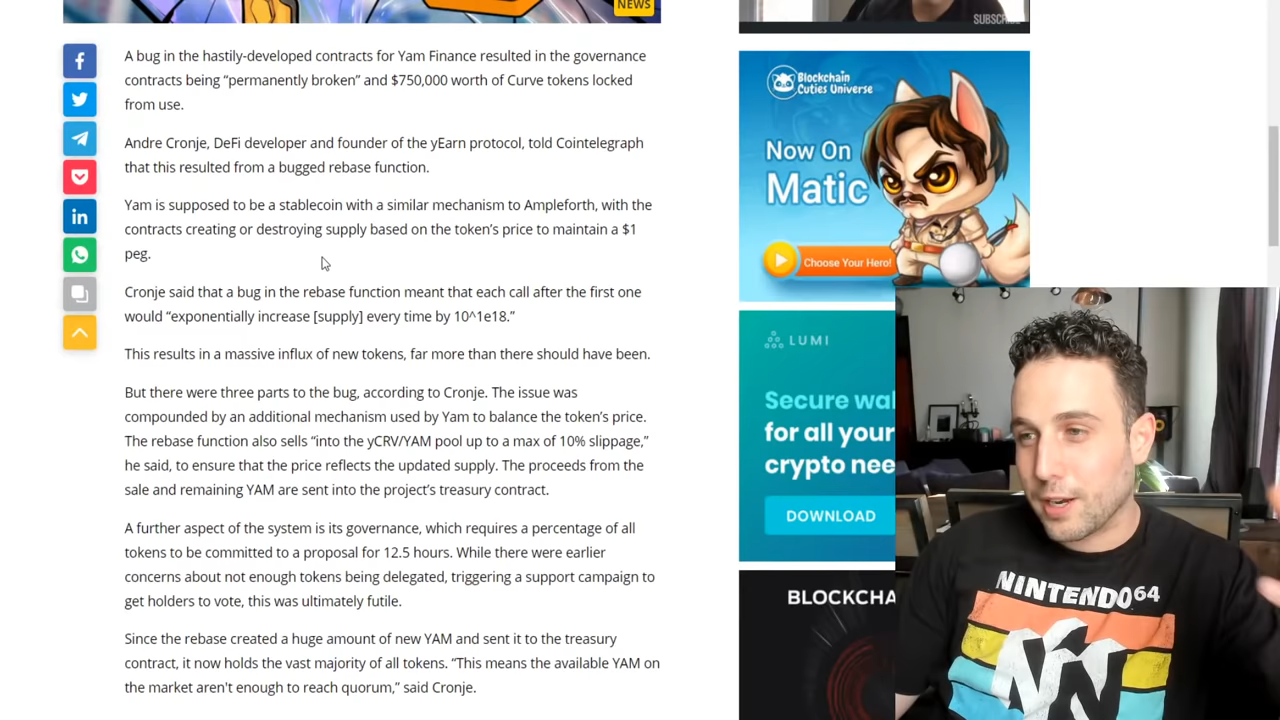 NEWS
SUBSCRIBE
A bug in the hastily-developed contracts for Yam Finance resulted in the governance
contracts being “permanently broken” and $750,000 worth of Curve tokens locked
from use.
Andre Cronje, DeFi developer and founder of the yEarn protocol, told Cointelegraph
that this resulted from a bugged rebase function.
Yam is supposed to be a stablecoin with a similar mechanism to Ampleforth, with the
contracts creating or destroying supply based on the token’s price to maintain a $1
peg.
Cronje said that a bug in the rebase function meant that each call after the first one
would “exponentially increase [supply] every time by 10^1e18.”
This results in a massive influx of new tokens, far more than there should have been.
But there were three parts to the bug, according to Cronje. The issue was
compounded by an additional mechanism used by Yam to balance the token’s price.
The rebase function also sells “into the yCRV/YAM pool up to a max of 10% slippage,”
he said, to ensure that the price reflects the updated supply. The proceeds from the
sale and remaining YAM are sent into the project’s treasury contract.
A further aspect of the system is its governance, which requires a percentage of all
tokens to be committed to a proposal for 12.5 hours. While there were earlier
concerns about not enough tokens being delegated, triggering a support campaign to
get holders to vote, this was ultimately futile.
Since the rebase created a huge amount of new YAM and sent it to the treasury
contract, it now holds the vast majority of all tokens. “This means the available YAM on
the market aren't enough to reach quorum,” said Cronje.
Blockchain
Cuties Universe
Now On
Matic
Choose Your Hero!
LUMI
Secure wal
for all your
crypto nee
DOWNLOAD
BLOCKCHA
NINTENDO 64